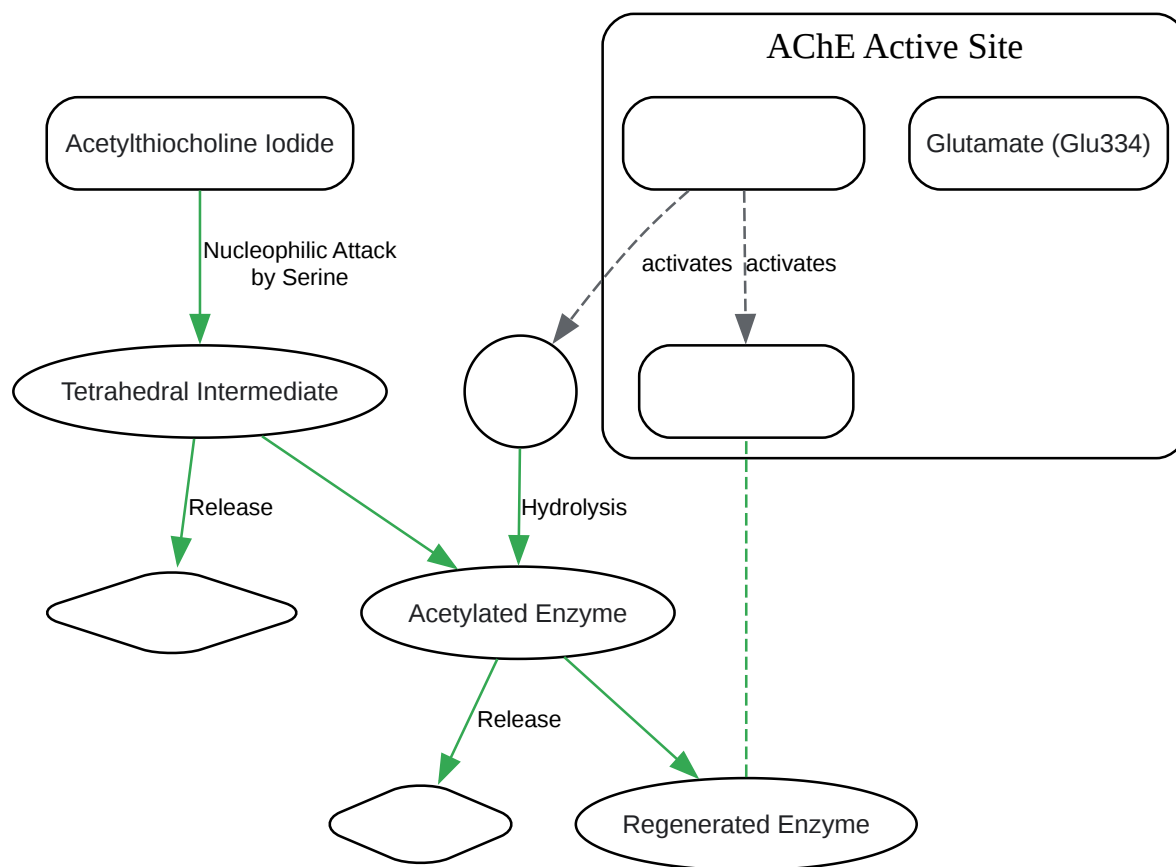 AChE Active Site
Acetylthiocholine Iodide
Glutamate (Glu334)
Nucleophilic Attack
by Serine
activates
activates
Tetrahedral Intermediate
Release
Hydrolysis
Acetylated Enzyme
Release
Regenerated Enzyme